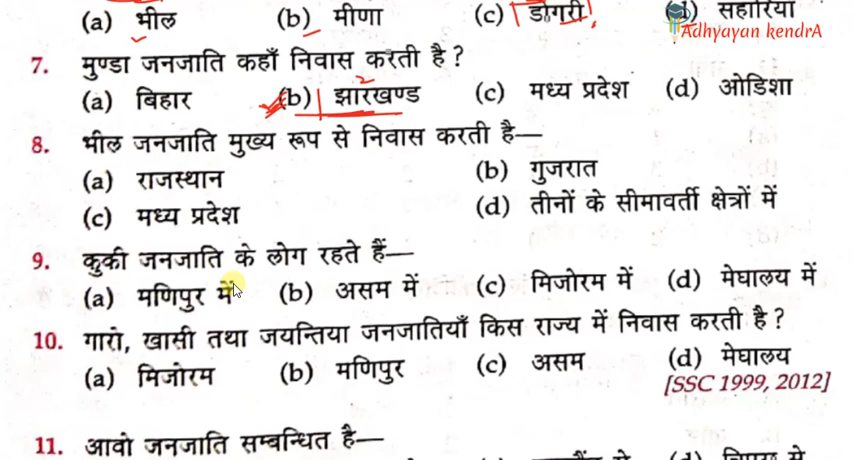 (a) भील (b) मीणा (c) डोंगरी (d) सहारिया
Adhyayan kendrA
7. मुण्डा जनजाति कहाँ निवास करती है?
(a) बिहार (b) झारखण्ड (c) मध्य प्रदेश (d) ओडिशा
8. भील जनजाति मुख्य रूप से निवास करती है—
(a) राजस्थान (b) गुजरात
(c) मध्य प्रदेश (d) तीनों के सीमावर्ती क्षेत्रों में
9. कुकी जनजाति के लोग रहते हैं—
(a) मणिपुर में (b) असम में (c) मिजोरम में (d) मेघालय में
10. गारो, खासी तथा जयन्तिया जनजातियाँ किस राज्य में निवास करती है?
(a) मिजोरम (b) मणिपुर (c) असम (d) मेघालय
[SSC 1999, 2012]
11. आवो जनजाति सम्बन्धित है—
(c) (d)